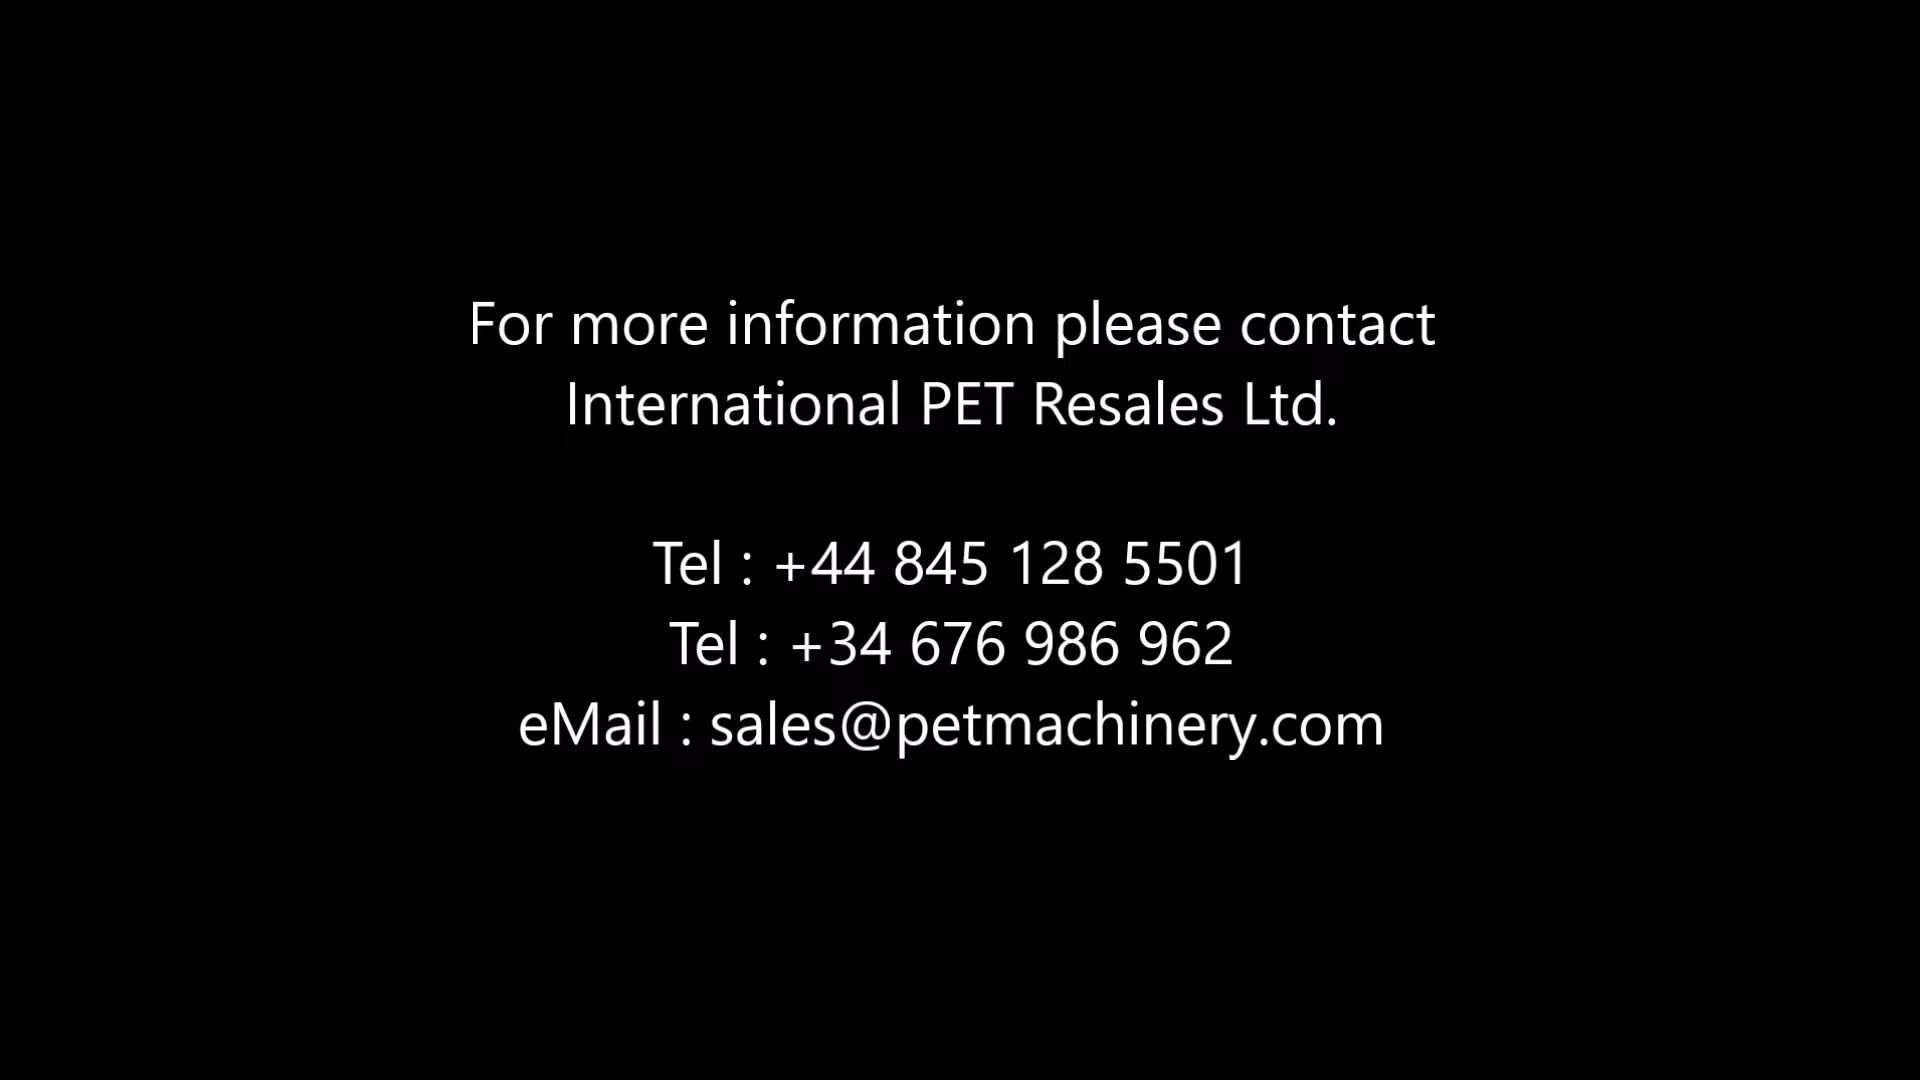 For more information please contact
International PET Resales Ltd.
Tel : +44 845 128 5501
Tel : +34 676 986 962
eMail : sales@petmachinery.com